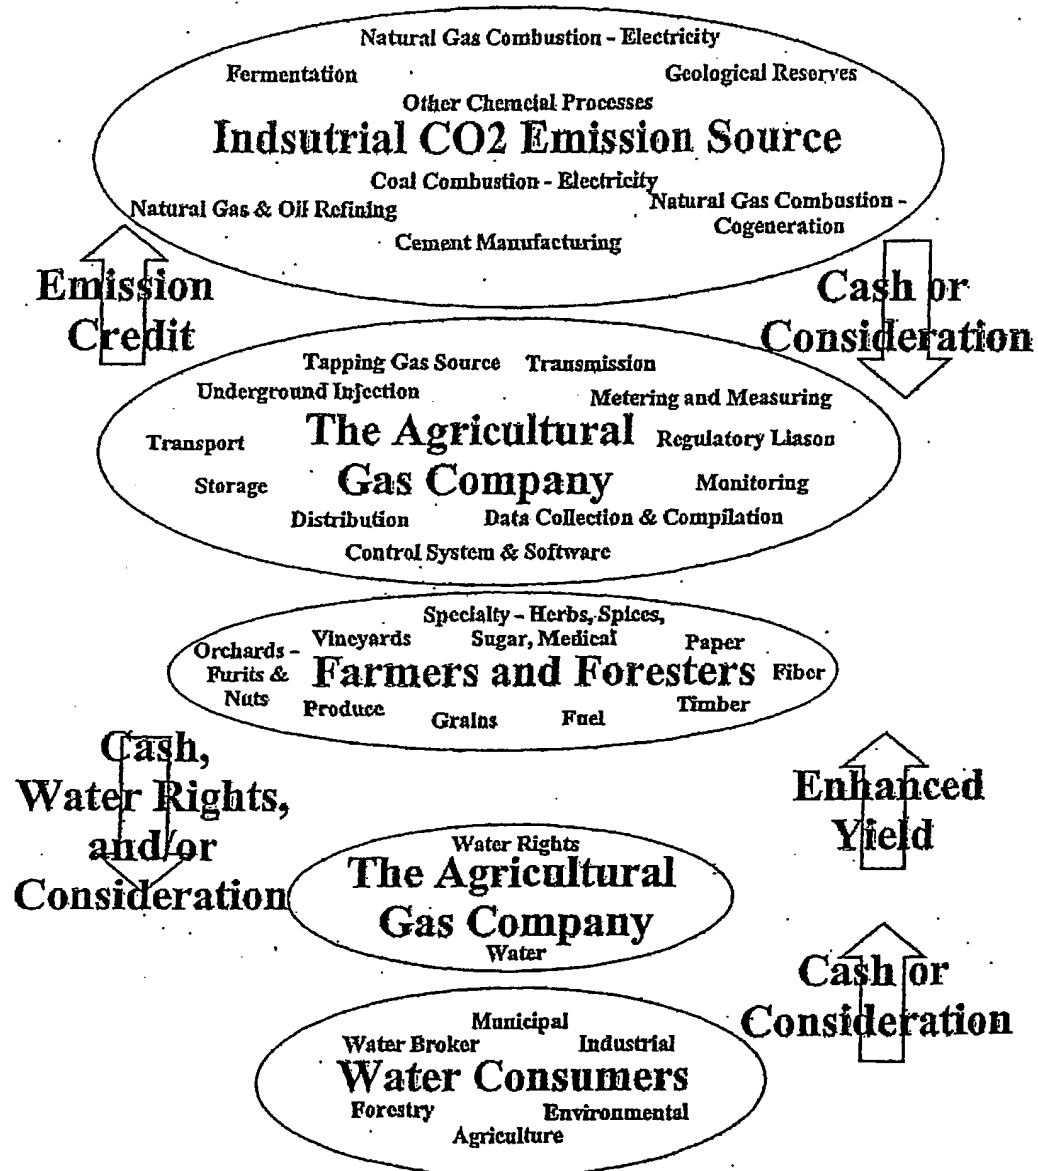 Natural Gas Combustion - Electricity
Fermentation
Geological Reserves
Other Chemcial Processes
Indsutrial CO2 Emission Source
Coal Combustion - Electricity
Natural Gas & Oil Refining
Natural Gas Combustion -
Cogeneration
Cement Manufacturing
Emission
Credit
Cash or
Consideration
Tapping Gas Source
Transmission
Underground Injection
Metering and Measuring
Transport
The Agricultural
Gas Company
Regulatory Liason
Storage
Monitoring
Distribution
Data Collection & Compilation
Control System & Software
Specialty - Herbs, Spices,
Sugar, Medical
Vineyards
Paper
Orchards -
Furits &
Nuts
Farmers and Foresters
Fiber
Produce
Grains
Fuel
Timber
Cash,
Water Rights,
and/or
Consideration
Enhanced
Yield
Water Rights
The Agricultural
Gas Company
Water
Cash or
Consideration
Municipal
Water Broker
Industrial
Water Consumers
Forestry
Environmental
Agriculture